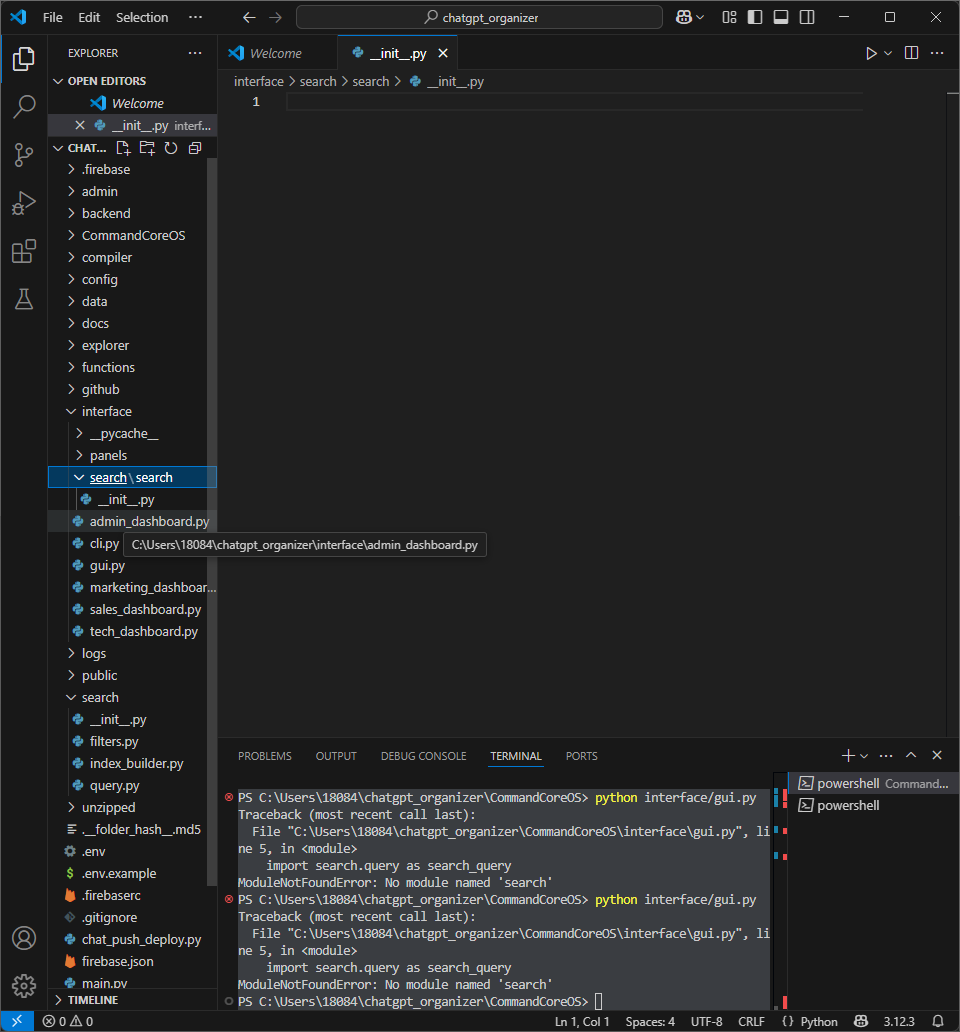 File Edit Selection ··· chatgpt_organizer
EXPLORER ···
OPEN EDITORS
Welcome
__init__.py interf...
CHAT...
.firebase
admin
backend
CommandCoreOS
compiler
config
data
docs
explorer
functions
github
interface
__pycache__
panels
search\search
__init__.py
admin_dashboard.py
C:\Users\18084\chatgpt_organizer\interface\admin_dashboard.py
cli.py
gui.py
marketing_dashboar...
sales_dashboard.py
tech_dashboard.py
logs
public
search
__init__.py
filters.py
index_builder.py
query.py
unzipped
.__folder_hash__.md5
.env
.env.example
.firebaserc
.gitignore
chat_push_deploy.py
firebase.json
main.py
TIMELINE
Welcome __init__.py
interface > search > search > __init__.py
1
PROBLEMS OUTPUT DEBUG CONSOLE TERMINAL PORTS
PS C:\Users\18084\chatgpt_organizer\CommandCoreOS> python interface/gui.py
Traceback (most recent call last):
File "C:\Users\18084\chatgpt_organizer\CommandCoreOS\interface\gui.py", li
ne 5, in <module>
import search.query as search_query
ModuleNotFoundError: No module named 'search'
PS C:\Users\18084\chatgpt_organizer\CommandCoreOS> python interface/gui.py
Traceback (most recent call last):
File "C:\Users\18084\chatgpt_organizer\CommandCoreOS\interface\gui.py", li
ne 5, in <module>
import search.query as search_query
ModuleNotFoundError: No module named 'search'
PS C:\Users\18084\chatgpt_organizer\CommandCoreOS>
powershell Command...
powershell
0 0 Ln 1, Col 1 Spaces: 4 UTF-8 CRLF {} Python 3.12.3